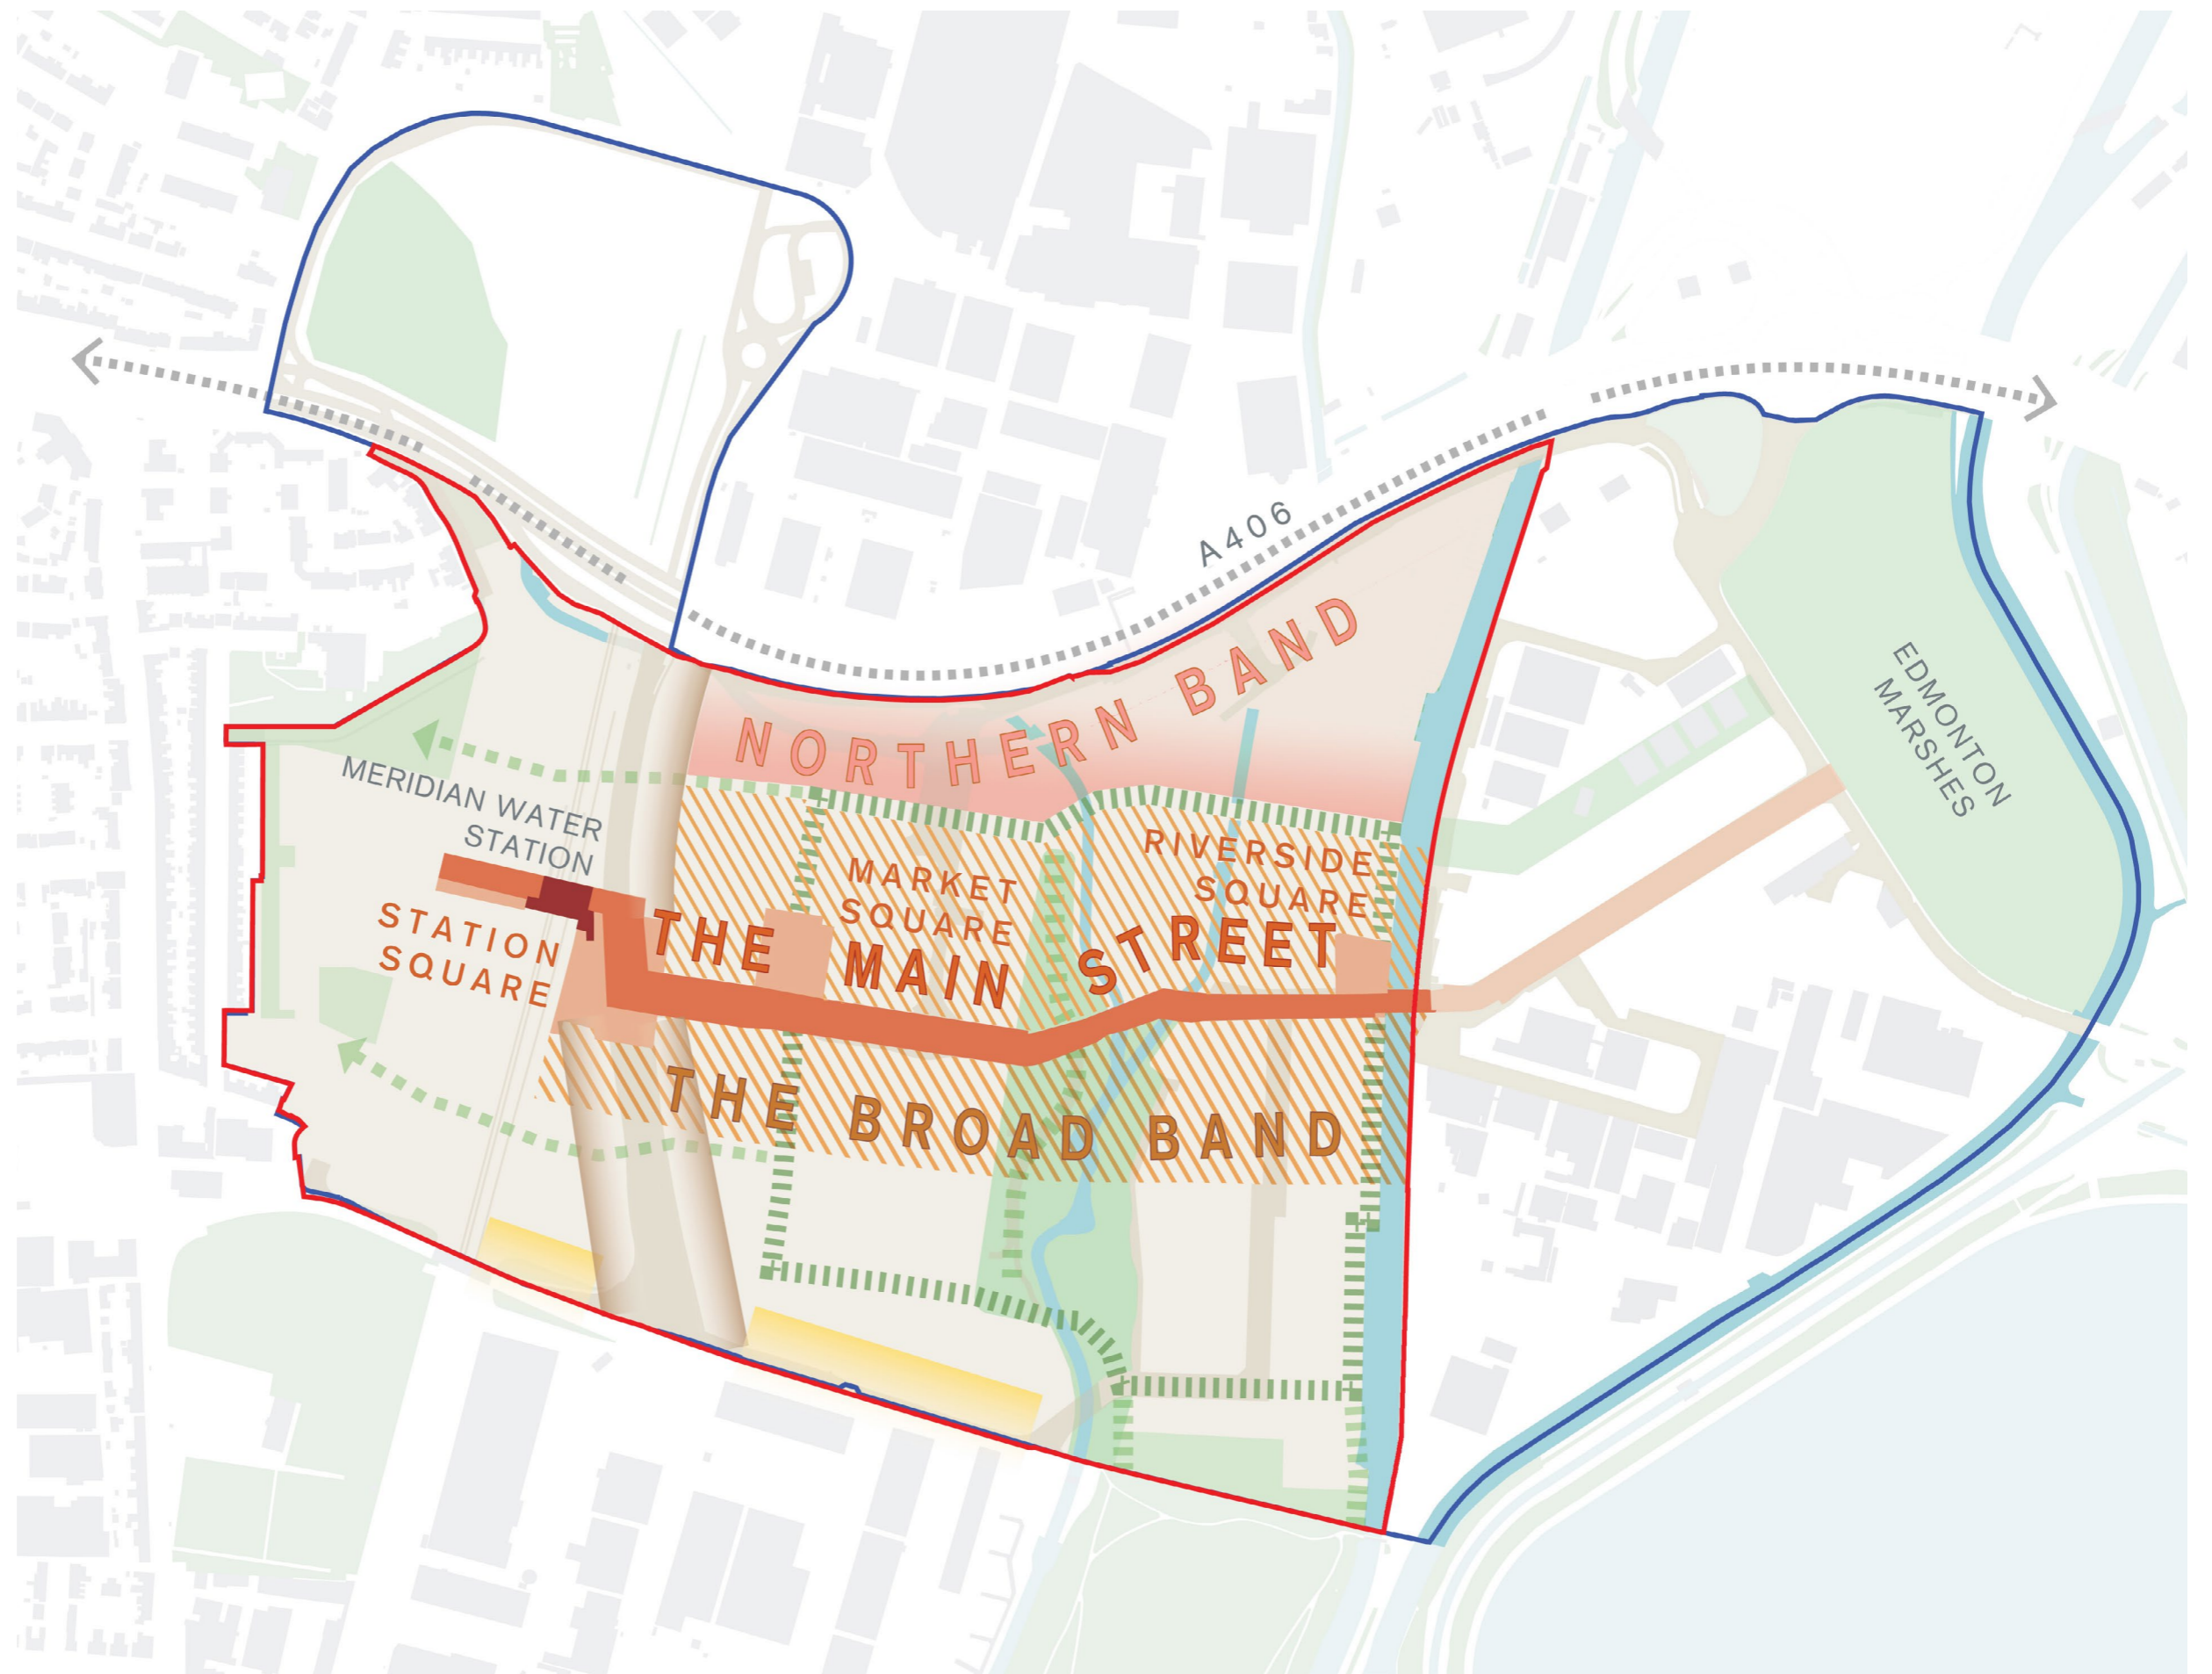 A406
NORTHERN BAND
EDMONTON
MARSHES
MERIDIAN WATER
STATION
RIVERSIDE
SQUARE
MARKET
SQUARE
STATION
SQUARE
THE MAIN STREET
THE BROAD BAND